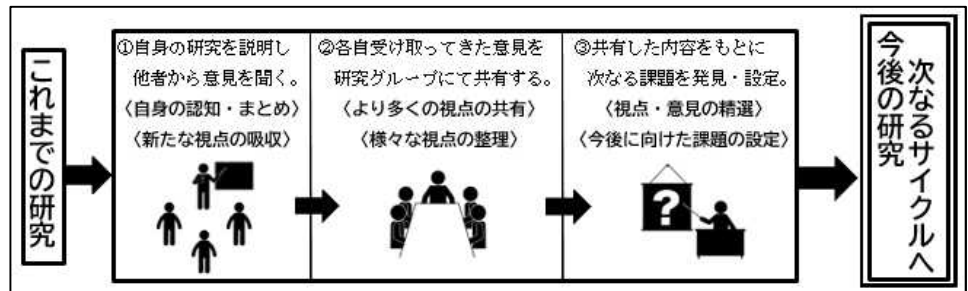 これまでの研究
①自身の研究を説明し
他者から意見を聞く。
〈自身の認知・まとめ〉
〈新たな視点の吸収〉
②各自受け取ってきた意見を
研究グループにて共有する。
〈より多くの視点の共有〉
〈様々な視点の整理〉
③共有した内容をもとに
次なる課題を発見・設定。
〈視点・意見の精選〉
〈今後に向けた課題の設定〉
?
次なるサイクルへ
今後の研究